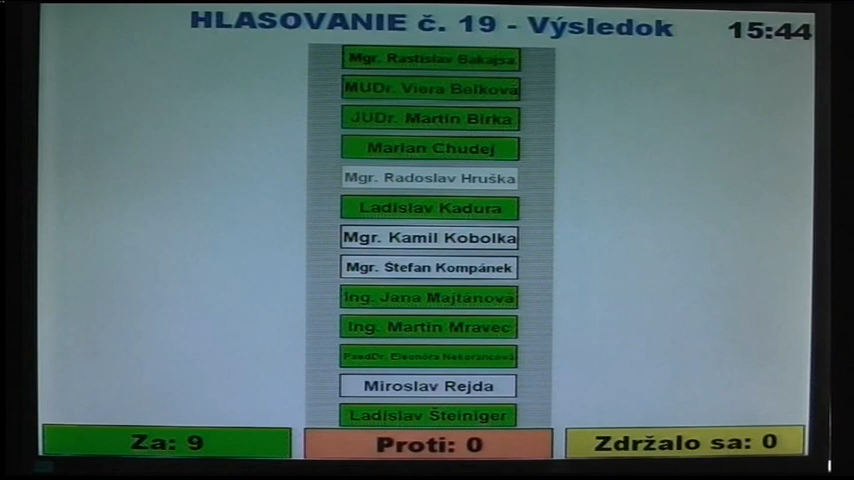 HLASOVANIE č. 19 - Výsledok
15:44
Mgr. Rastislav Bakajsa
MUDr. Viera Belková
JUDr. Martin Birka
Marian Chudej
Mgr. Radoslav Hruška
Ladislav Kadura
Mgr. Kamil Kobolka
Mgr. Štefan Kompánek
Ing. Jana Majtánová
Ing. Martin Mravec
PaedDr. Eleonóra Nekorancová
Miroslav Rejda
Ladislav Šteiniger
Za: 9
Proti: 0
Zdržalo sa: 0